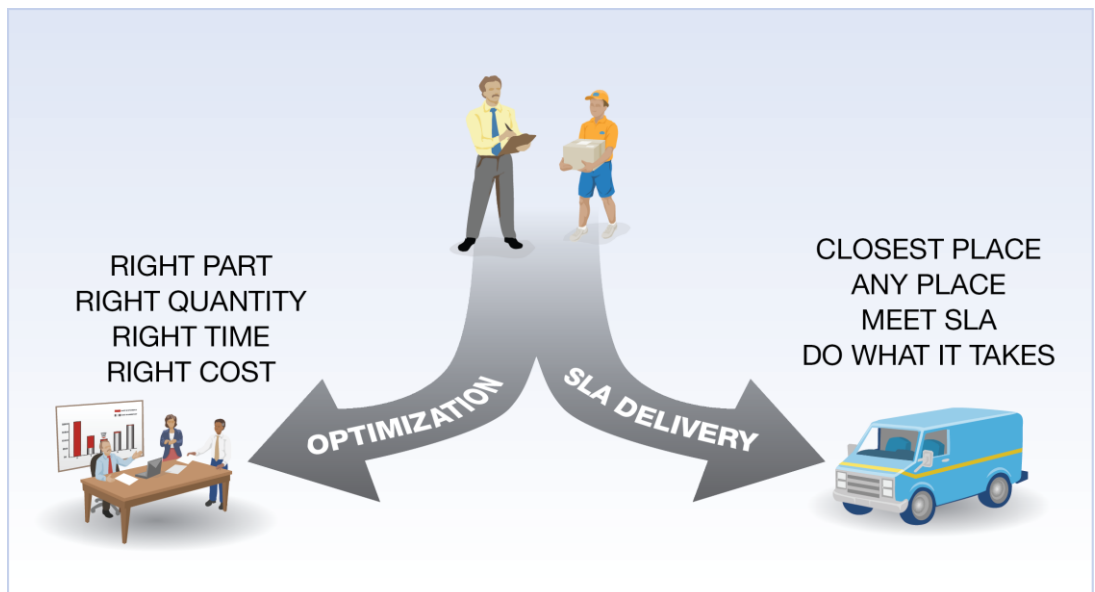 RIGHT PART
RIGHT QUANTITY
RIGHT TIME
RIGHT COST
CLOSEST PLACE
ANY PLACE
MEET SLA
DO WHAT IT TAKES
OPTIMIZATION
SLA DELIVERY